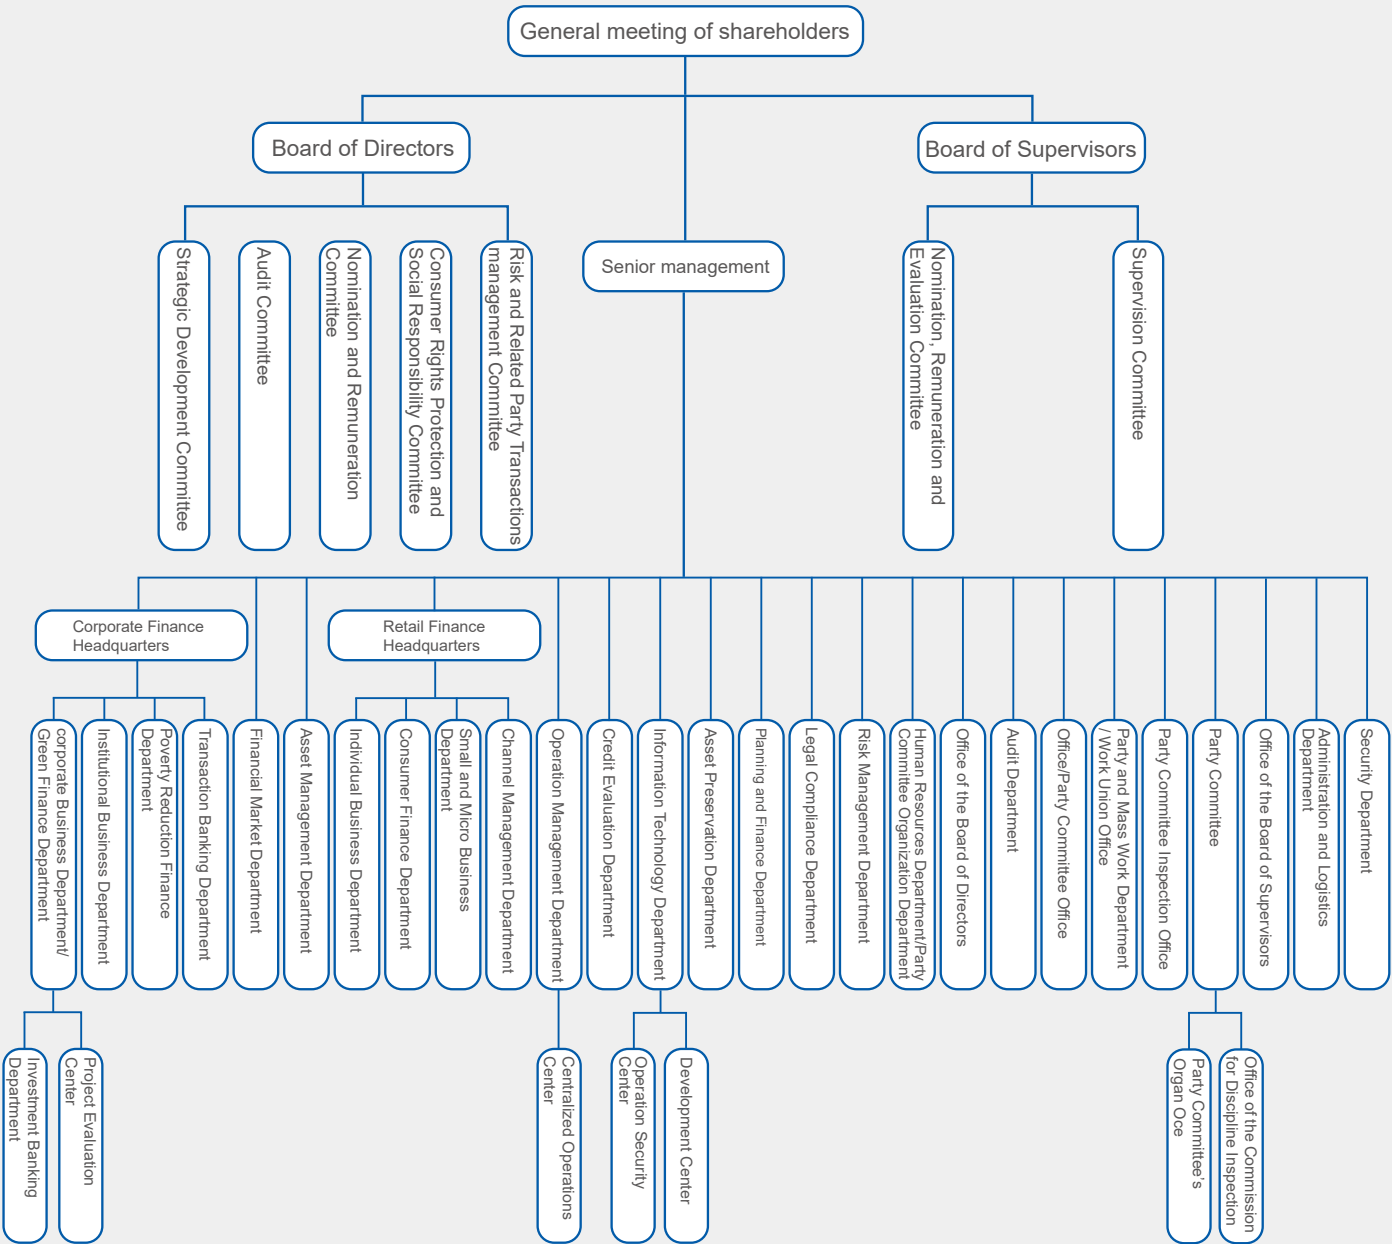 General meeting of shareholders
Board of Directors
Board of Supervisors
Strategic Development Committee
Audit Committee
Nomination and Remuneration
Committee
Consumer Rights Protection and
Social Responsibility Committee
Risk and Related Party Transactions
management Committee
Senior management
Nomination, Remuneration and
Evaluation Committee
Supervision Committee
Corporate Finance
Headquarters
Retail Finance
Headquarters
corporate Business Department/
Green Finance Department
Institutional Business Department
Poverty Reduction Finance
Department
Transaction Banking Department
Financial Market Department
Asset Management Department
Individual Business Department
Consumer Finance Department
Small and Micro Business
Department
Channel Management Department
Operation Management Department
Credit Evaluation Department
Information Technology Department
Asset Preservation Department
Planning and Finance Department
Legal Compliance Department
Risk Management Department
Human Resources Department/Party
Committee Organization Department
Office of the Board of Directors
Audit Department
Office/Party Committee Office
Party and Mass Work Department
/ Work Union Office
Party Committee Inspection Office
Party Committee
Office of the Board of Supervisors
Administration and Logistics
Department
Security Department
Investment Banking
Department
Project Evaluation
Center
Centralized Operations
Center
Operation Security
Center
Development Center
Party Committee's
Organ Oce
Office of the Commission
for Discipline Inspection